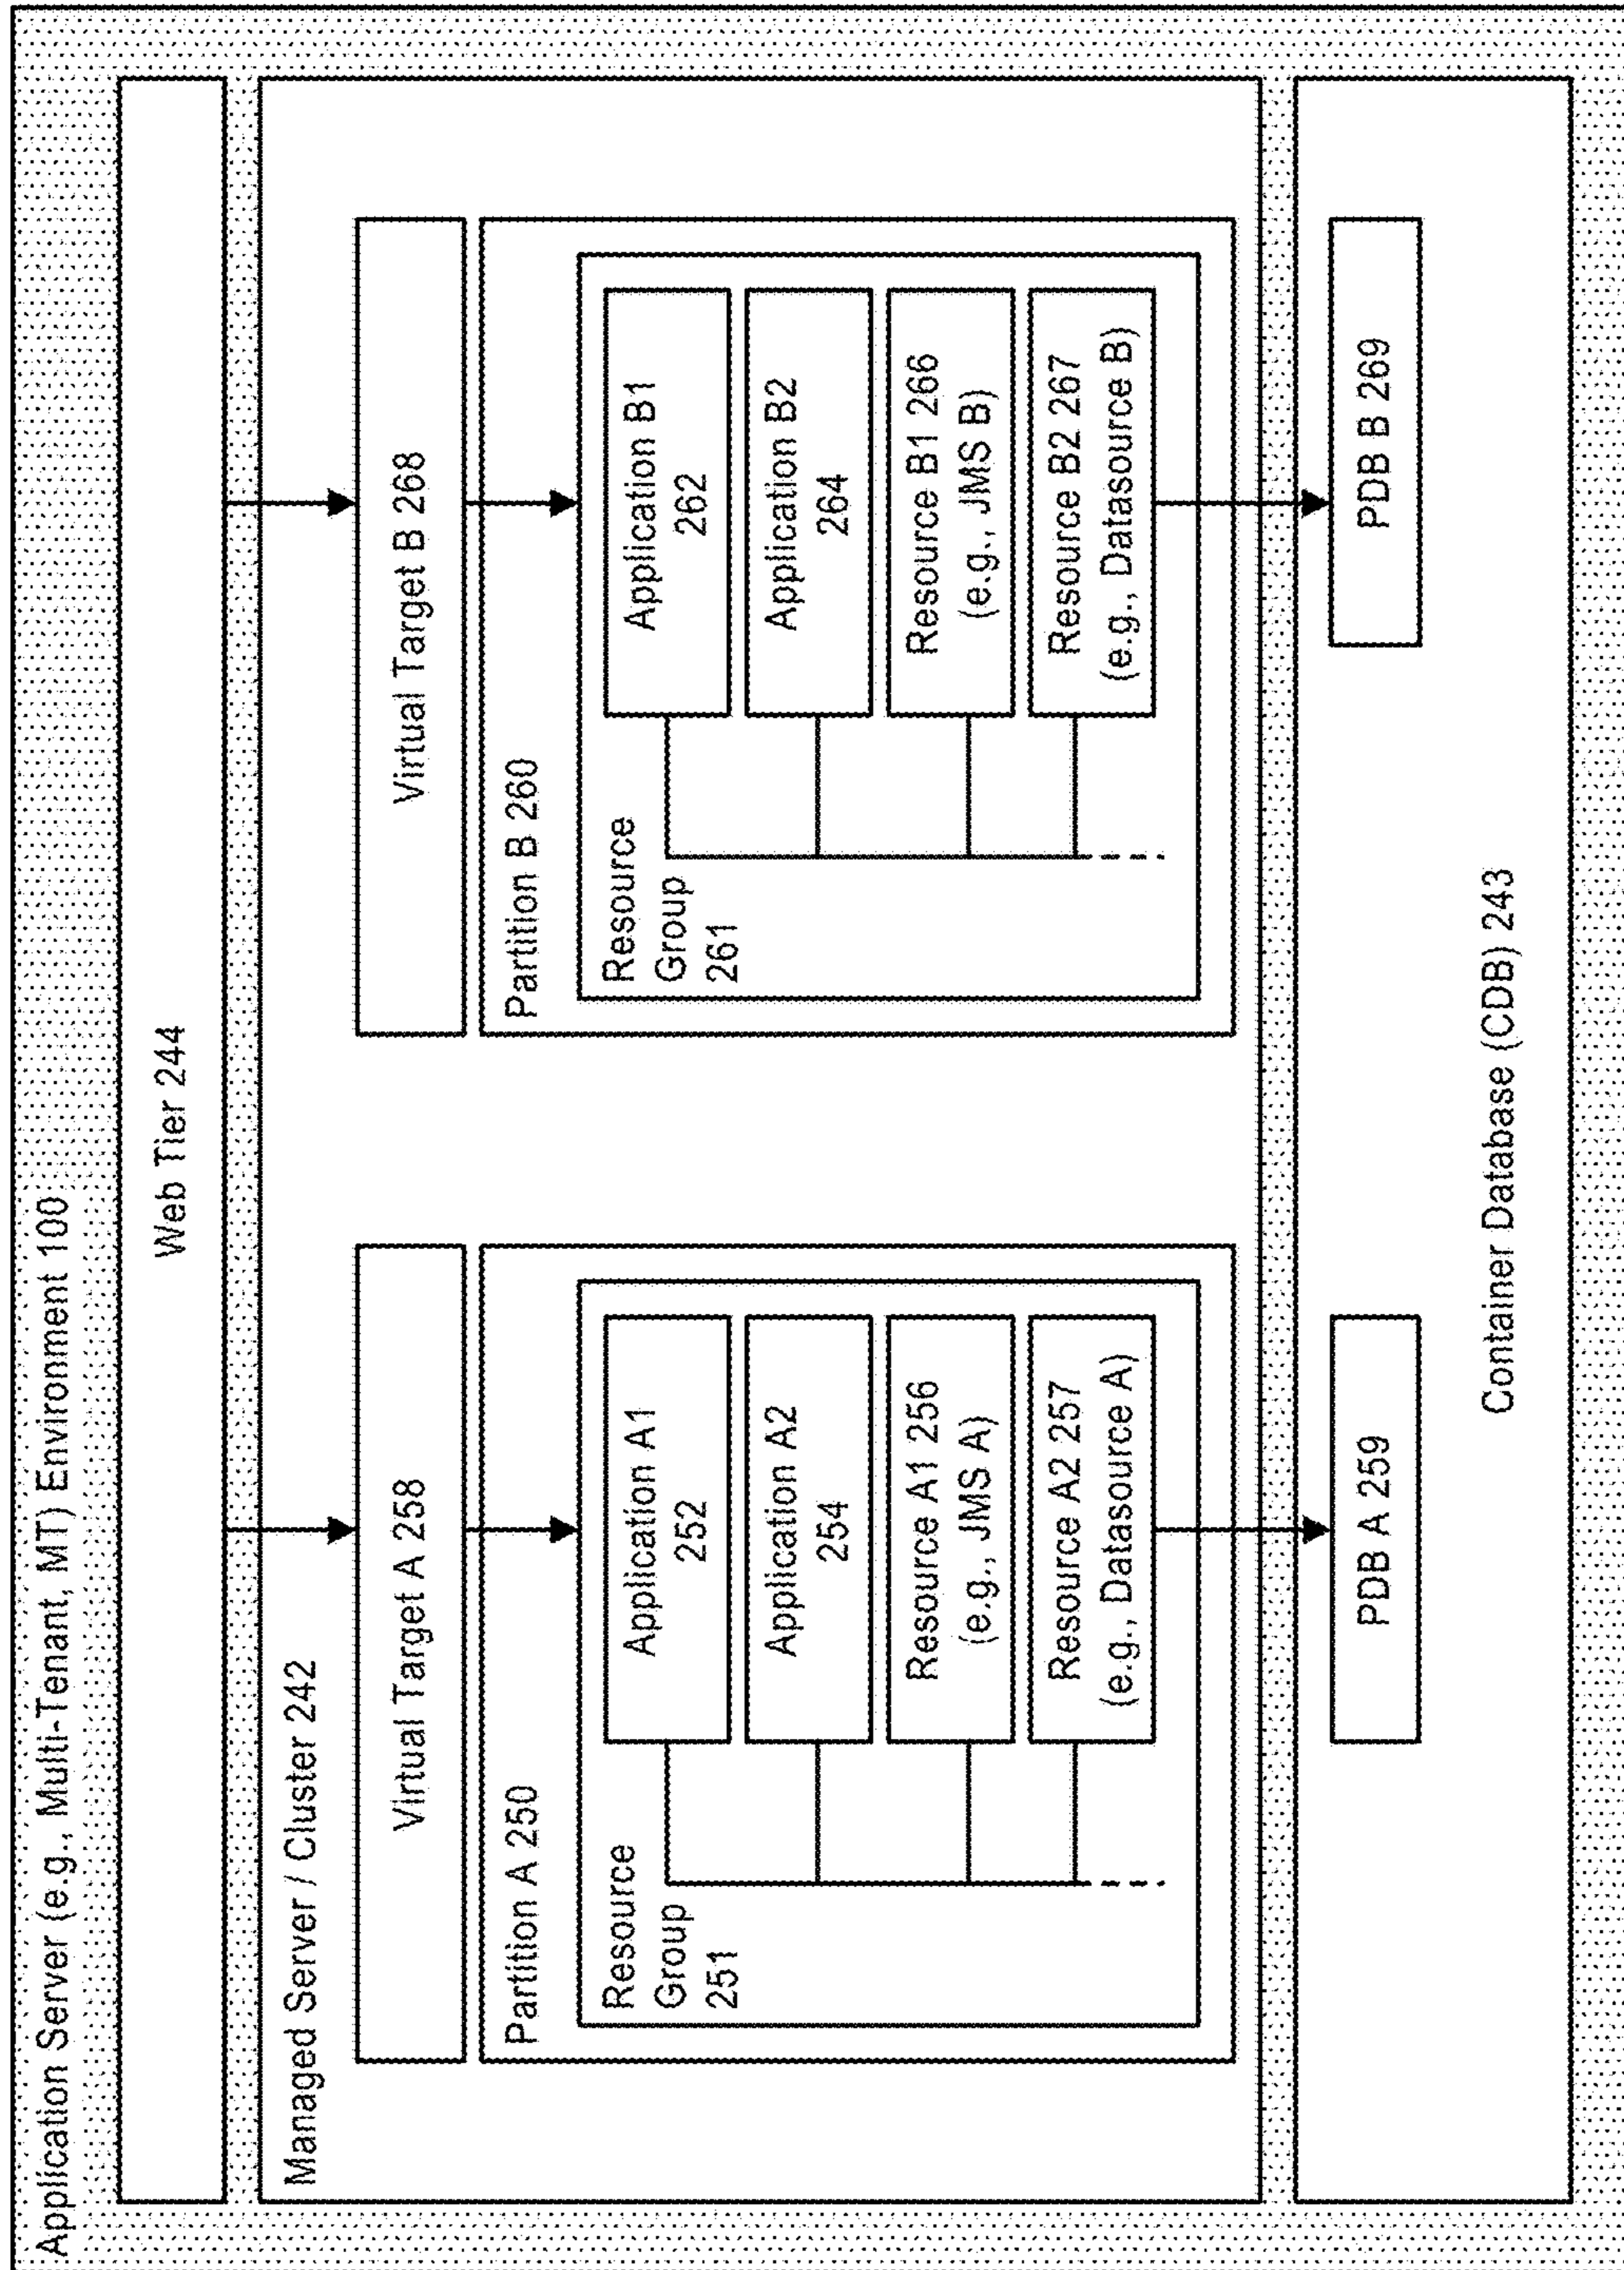 Application Server (e.g., Multi-Tenant, MT) Environment 100
Web Tier 244
Managed Server / Cluster 242
Virtual Target A 258
Partition A 250
Resource
Group
251
Application A1
252
Application A2
254
Resource A1 256
(e.g., JMS A)
Resource A2 257
(e.g., Datasource A)
Virtual Target B 268
Partition B 260
Resource
Group
261
Application B1
262
Application B2
264
Resource B1 266
(e.g., JMS B)
Resource B2 267
(e.g., Datasource B)
PDB A 259
PDB B 269
Container Database (CDB) 243